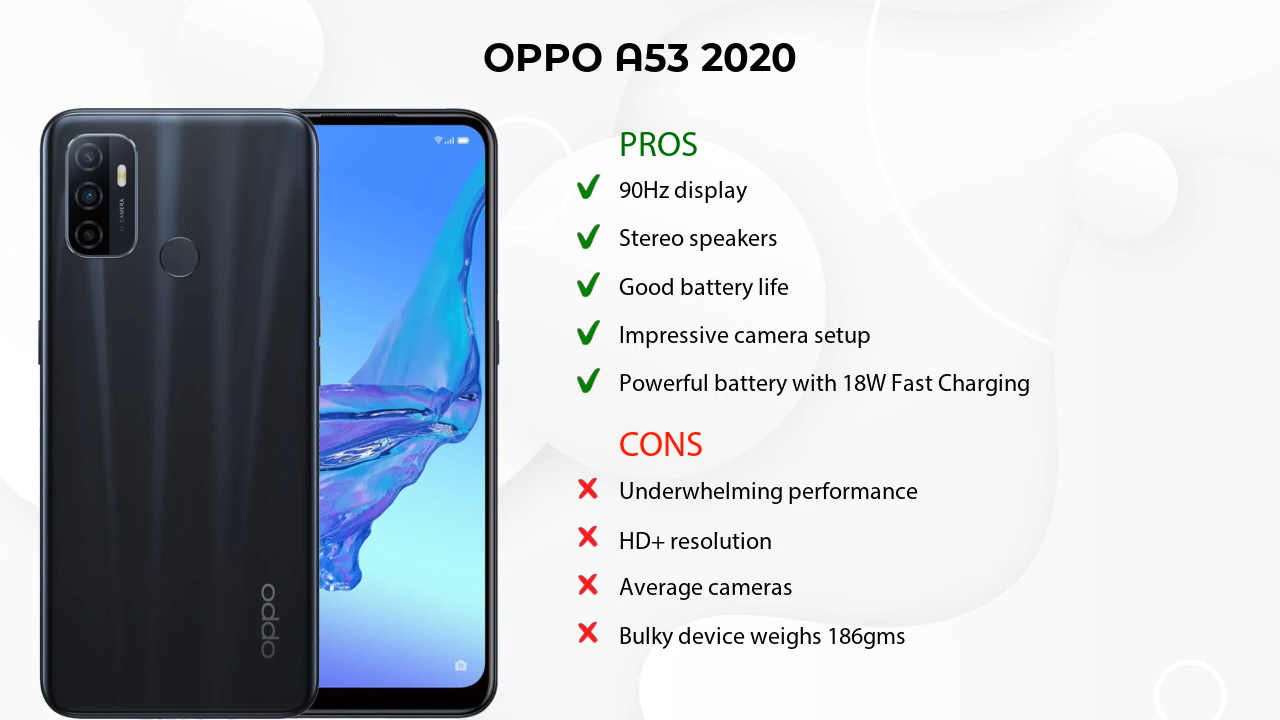 OPPO A53 2020
PROS
90Hz display
Stereo speakers
Good battery life
Impressive camera setup
Powerful battery with 18W Fast Charging
CONS
Underwhelming performance
HD+ resolution
Average cameras
Bulky device weighs 186gms
oppo